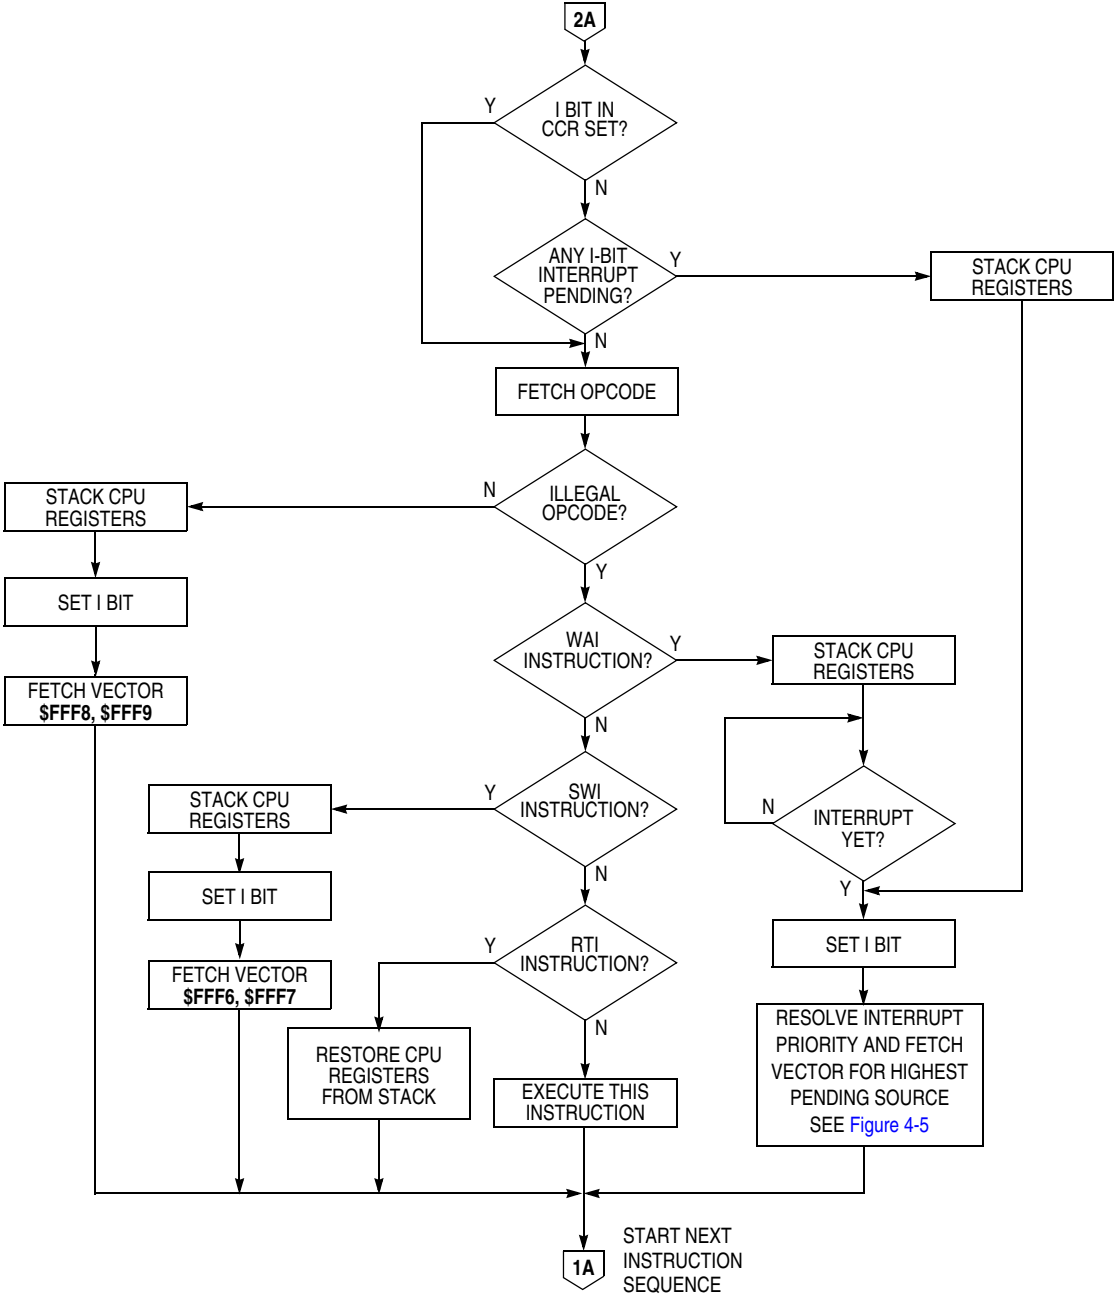 2A
I BIT IN
CCR SET?
Y
N
ANY I-BIT
INTERRUPT
PENDING?
Y
N
STACK CPU
REGISTERS
FETCH OPCODE
ILLEGAL
OPCODE?
N
Y
STACK CPU
REGISTERS
SET I BIT
FETCH VECTOR
$FFF8, $FFF9
WAI
INSTRUCTION?
Y
N
STACK CPU
REGISTERS
INTERRUPT
YET?
N
Y
SWI
INSTRUCTION?
Y
N
STACK CPU
REGISTERS
SET I BIT
FETCH VECTOR
$FFF6, $FFF7
RTI
INSTRUCTION?
Y
N
RESTORE CPU
REGISTERS
FROM STACK
EXECUTE THIS
INSTRUCTION
SET I BIT
RESOLVE INTERRUPT
PRIORITY AND FETCH
VECTOR FOR HIGHEST
PENDING SOURCE
SEE Figure 4-5
1A
START NEXT
INSTRUCTION
SEQUENCE